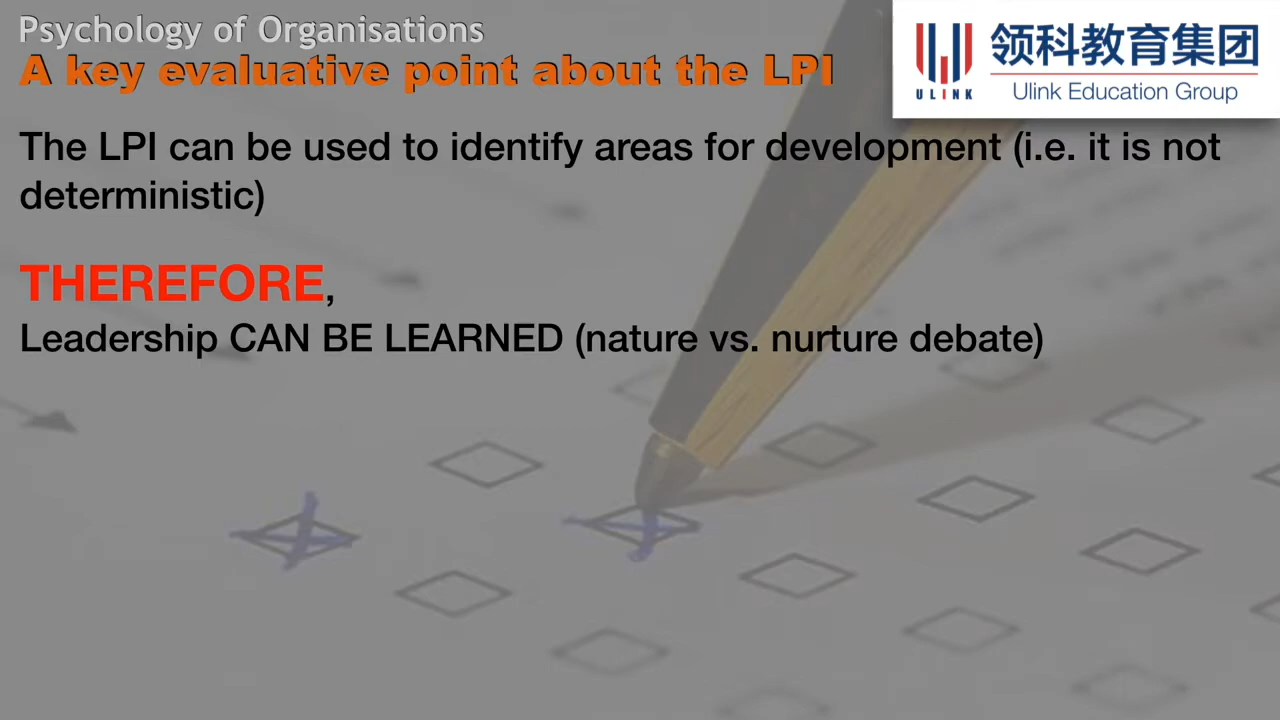 Psychology of Organisations
A key evaluative point about the LPI
ULINK
领科教育集团
Ulink Education Group
The LPI can be used to identify areas for development (i.e. it is not
deterministic)
THEREFORE,
Leadership CAN BE LEARNED (nature vs. nurture debate)